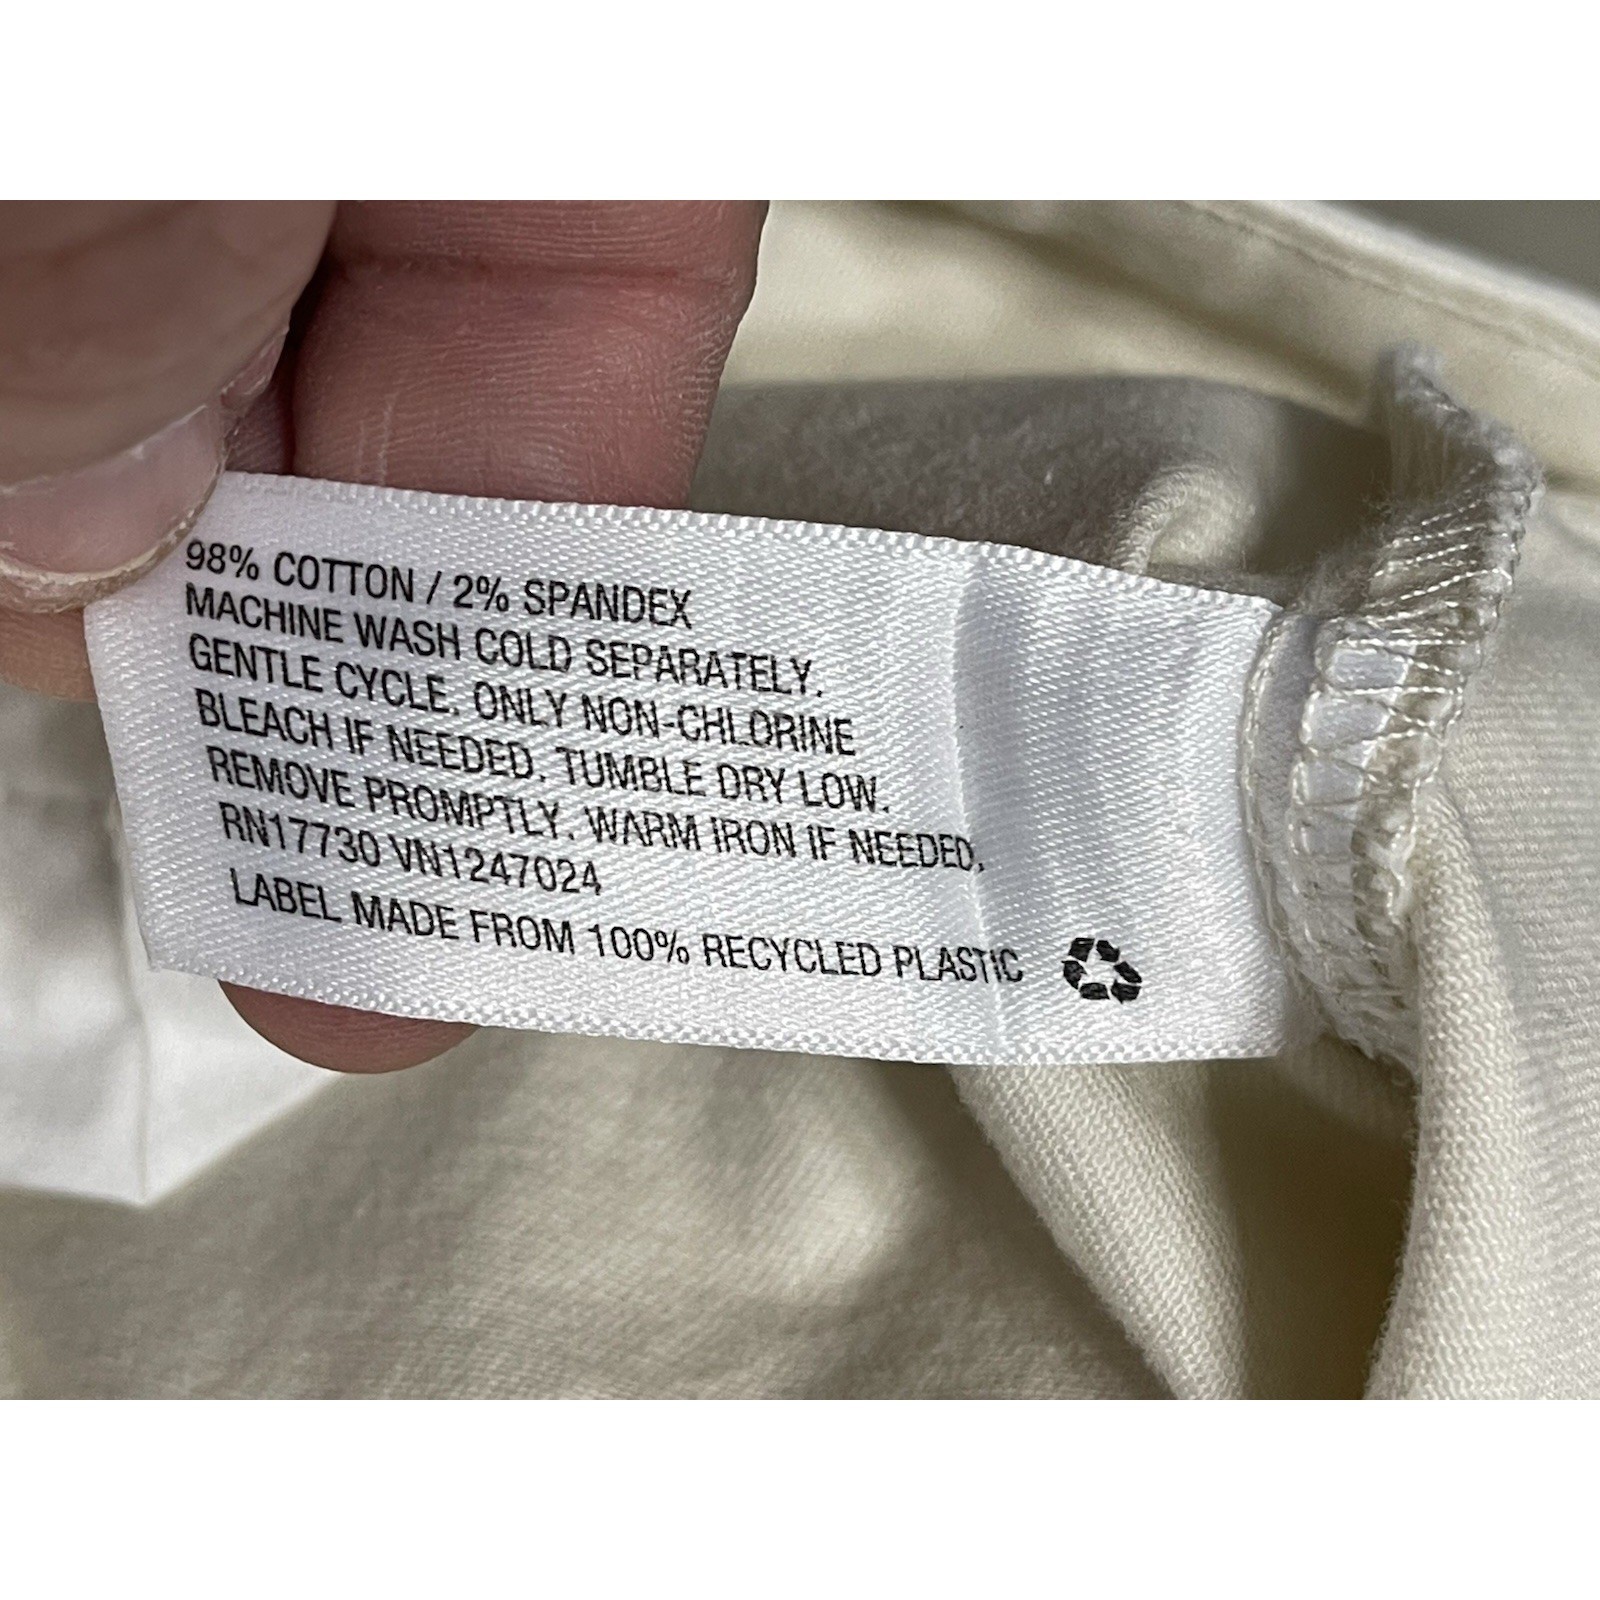 98% COTTON / 2% SPANDEX
MACHINE WASH COLD SEPARATELY.
GENTLE CYCLE. ONLY NON-CHLORINE
BLEACH IF NEEDED. TUMBLE DRY LOW.
REMOVE PROMPTLY. WARM IRON IF NEEDED.
RN17730 VN1247024
LABEL MADE FROM 100% RECYCLED PLASTIC